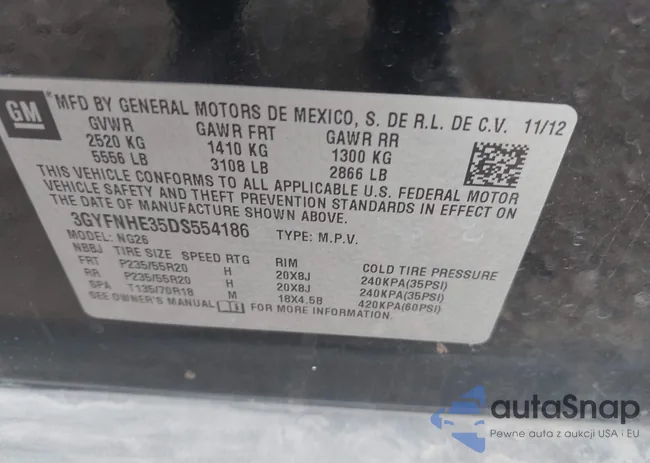 GM
MFD BY GENERAL MOTORS DE MEXICO, S. DE R.L. DE C.V. 11/12
GVWR GAWR FRT GAWR RR
2520 KG 1410 KG 1300 KG
5556 LB 3108 LB 2866 LB
THIS VEHICLE CONFORMS TO ALL APPLICABLE U.S. FEDERAL MOTOR
VEHICLE SAFETY AND THEFT PREVENTION STANDARDS IN EFFECT ON
THE DATE OF MANUFACTURE SHOWN ABOVE.
3GYFNHE35DS554186 TYPE: M.P.V.
MODEL: NG26
NBBJ TIRE SIZE SPEED RTG RIM COLD TIRE PRESSURE
FRT P235/55R20 H 20X8J 240KPA(35PSI)
RR P235/55R20 H 20X8J 240KPA(35PSI)
SPA T135/70R18 M 18X4.5B 420KPA(60PSI)
SEE OWNER'S MANUAL FOR MORE INFORMATION.
autoSnap
Pewne auta z aukcji USA i EU